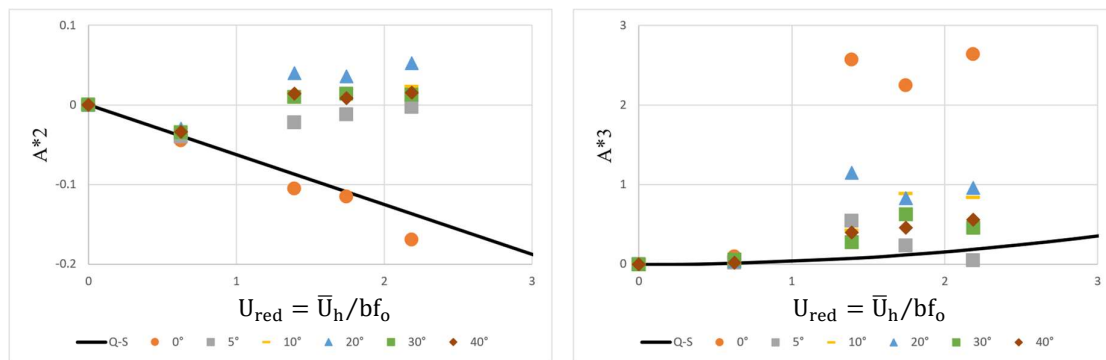 0.1
0
-0.1
-0.2
A*2
0 1 2 3
U_red = Ū_h/bf_o
Q-S 0° 5° 10° 20° 30° 40°
3
2
1
0
A*3
0 1 2 3
U_red = Ū_h/bf_o
Q-S 0° 5° 10° 20° 30° 40°